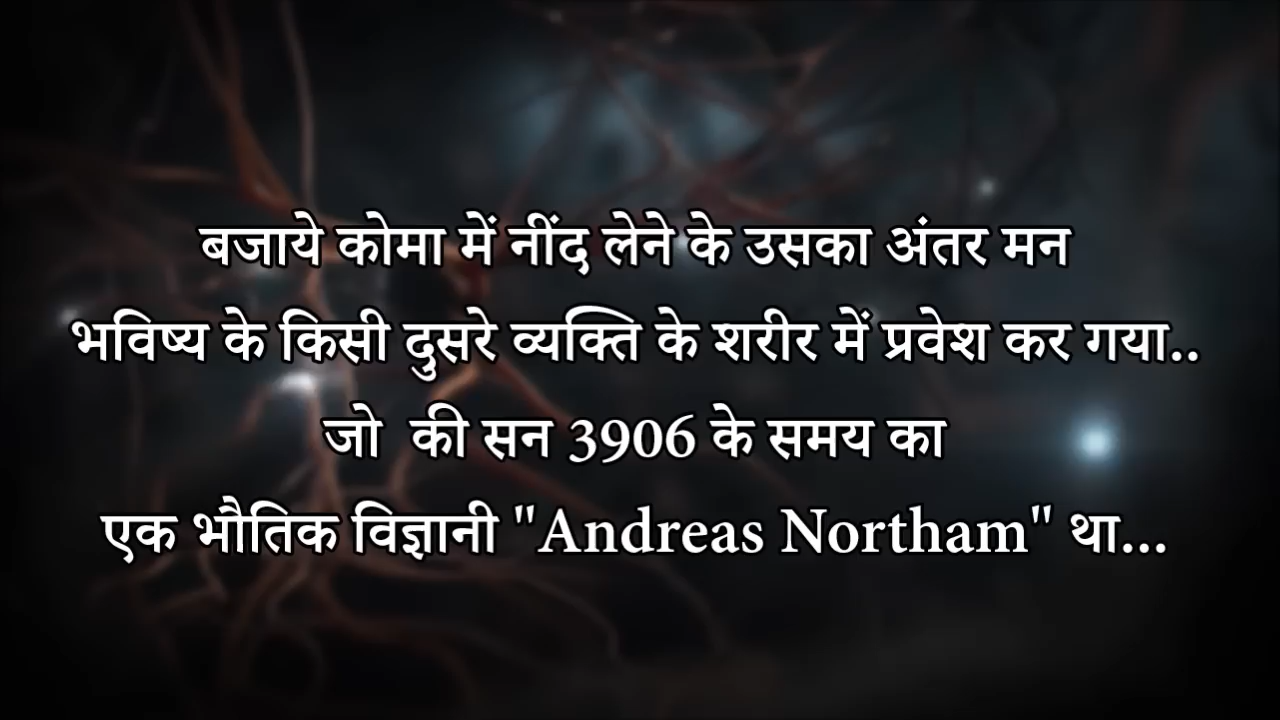 बजाये कोमा में नींद लेने के उसका अंतर मन
भविष्य के किसी दुसरे व्यक्ति के शरीर में प्रवेश कर गया..
जो की सन 3906 के समय का
एक भौतिक विज्ञानी "Andreas Northam" था...